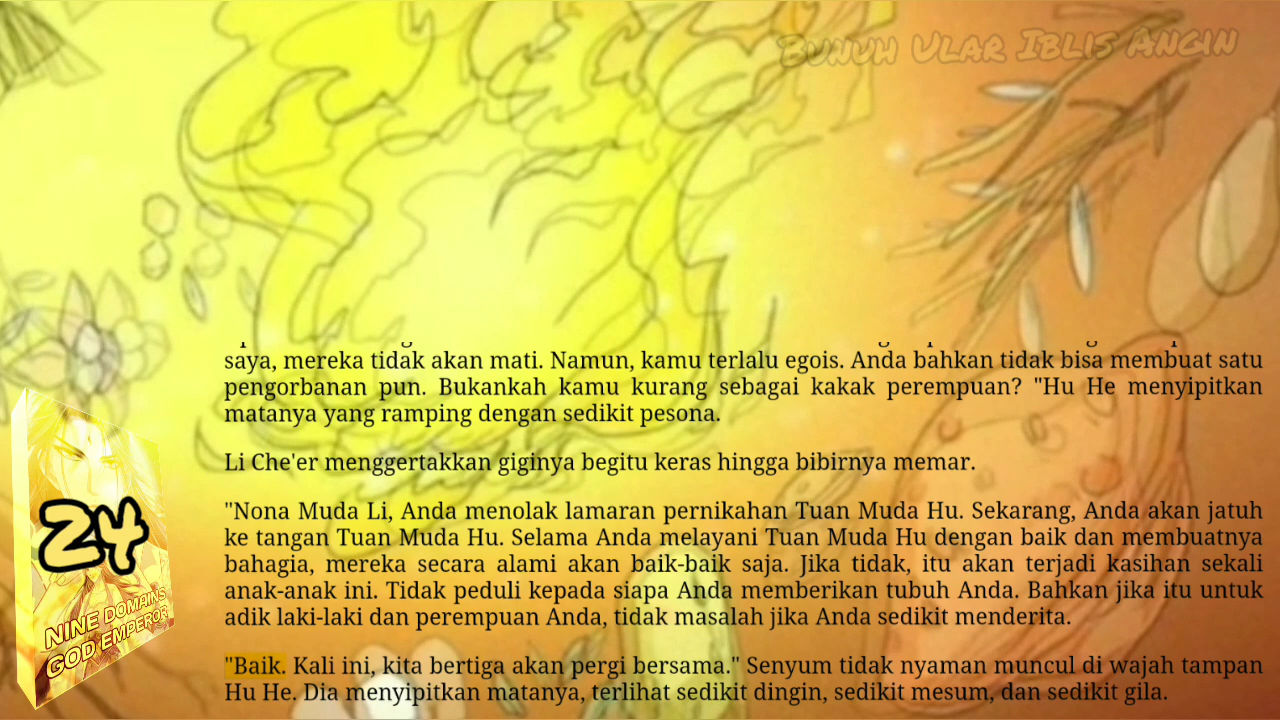 Bunuh Ular Iblis Angin
saya, mereka tidak akan mati. Namun, kamu terlalu egois. Anda bahkan tidak bisa membuat satu
pengorbanan pun. Bukankah kamu kurang sebagai kakak perempuan? "Hu He menyipitkan
matanya yang ramping dengan sedikit pesona.
Li Che'er menggertakkan giginya begitu keras hingga bibirnya memar.
"Nona Muda Li, Anda menolak lamaran pernikahan Tuan Muda Hu. Sekarang, Anda akan jatuh
ke tangan Tuan Muda Hu. Selama Anda melayani Tuan Muda Hu dengan baik dan membuatnya
bahagia, mereka secara alami akan baik-baik saja. Jika tidak, itu akan terjadi kasihan sekali
anak-anak ini. Tidak peduli kepada siapa Anda memberikan tubuh Anda. Bahkan jika itu untuk
adik laki-laki dan perempuan Anda, tidak masalah jika Anda sedikit menderita.
"Baik. Kali ini, kita bertiga akan pergi bersama." Senyum tidak nyaman muncul di wajah tampan
Hu He. Dia menyipitkan matanya, terlihat sedikit dingin, sedikit mesum, dan sedikit gila.
24
NINE DOMAINS
GOD EMPEROR